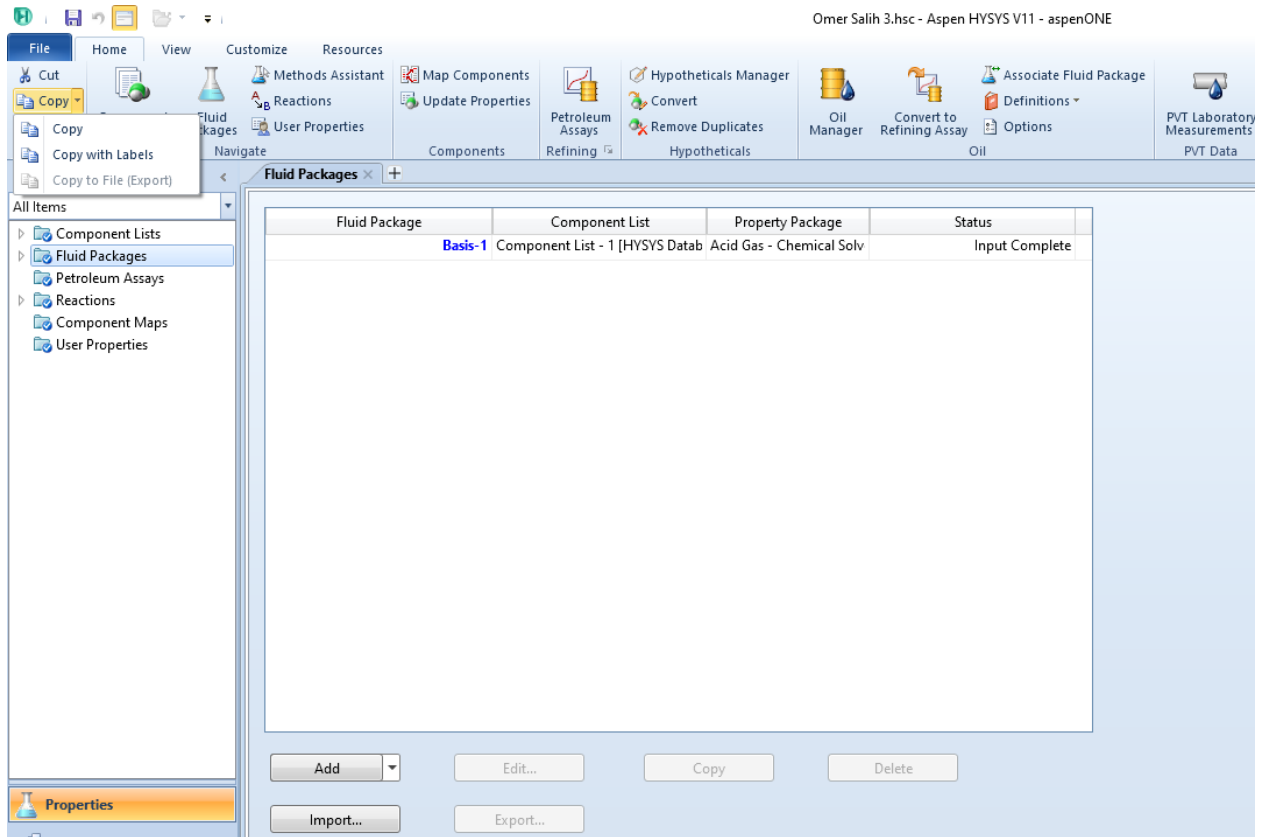 Omer Salih 3.hsc - Aspen HYSYS V11 - aspenONE
File Home View Customize Resources
Cut
Copy
Copy
Copy with Labels
Copy to File (Export)
Fluid
Methods Assistant
Reactions
User Properties
Navigate
Map Components
Update Properties
Components
Petroleum
Assays
Refining
Hypotheticals Manager
Convert
Remove Duplicates
Hypotheticals
Oil
Manager
Convert to
Refining Assay
Associate Fluid Package
Definitions
Options
Oil
PVT Laboratory
Measurements
PVT Data
All Items
Component Lists
Fluid Packages
Petroleum Assays
Reactions
Component Maps
User Properties
Properties
Fluid Packages
Fluid Package Component List Property Package Status
Basis-1 Component List - 1 [HYSYS Datab Acid Gas - Chemical Solv Input Complete
Add Edit... Copy Delete
Import... Export...